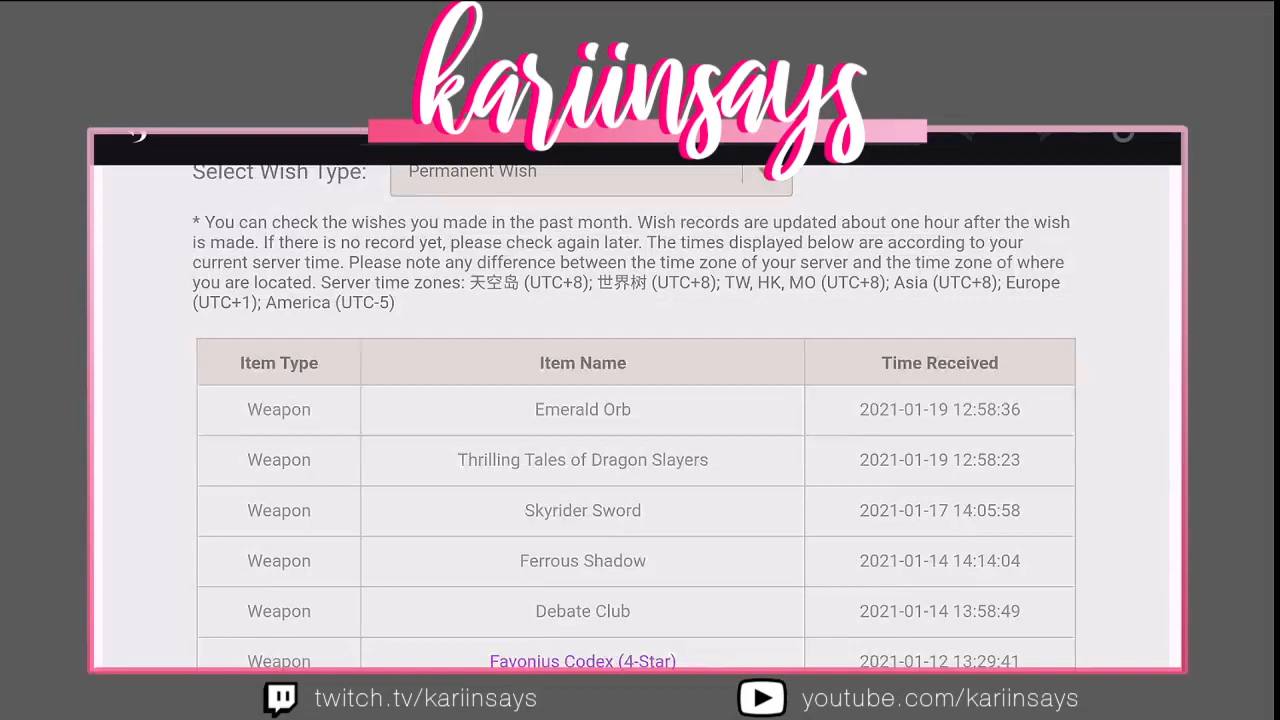 kariinsays
Select Wish Type: Permanent Wish
* You can check the wishes you made in the past month. Wish records are updated about one hour after the wish
is made. If there is no record yet, please check again later. The times displayed below are according to your
current server time. Please note any difference between the time zone of your server and the time zone of where
you are located. Server time zones: 天空岛 (UTC+8); 世界树 (UTC+8); TW, HK, MO (UTC+8); Asia (UTC+8); Europe
(UTC+1); America (UTC-5)
Item Type Item Name Time Received
Weapon Emerald Orb 2021-01-19 12:58:36
Weapon Thrilling Tales of Dragon Slayers 2021-01-19 12:58:23
Weapon Skyrider Sword 2021-01-17 14:05:58
Weapon Ferrous Shadow 2021-01-14 14:14:04
Weapon Debate Club 2021-01-14 13:58:49
Weapon Favonius Codex (4-Star) 2021-01-12 13:29:41
twitch.tv/kariinsays youtube.com/kariinsays